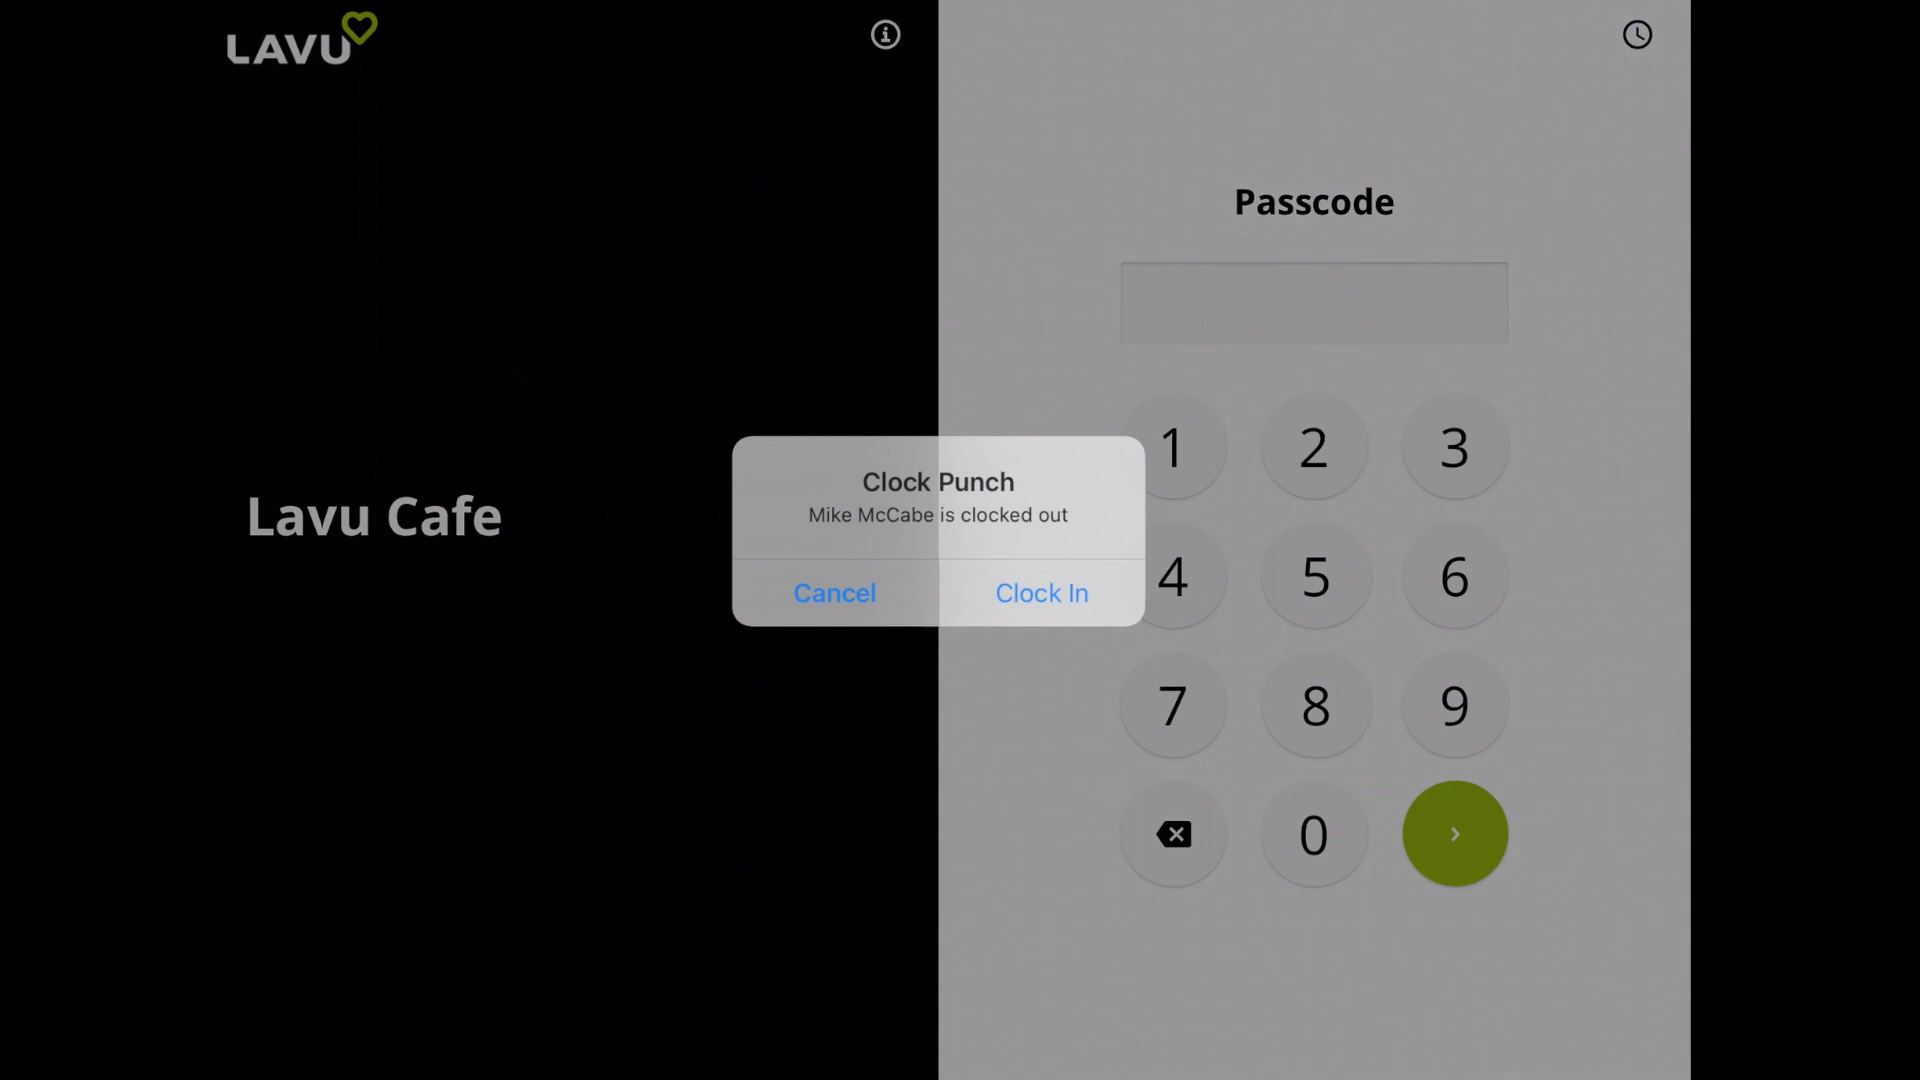 LAVU
Lavu Cafe
Passcode
Clock Punch
Mike McCabe is clocked out
Cancel
Clock In
1 2 3
4 5 6
7 8 9
0